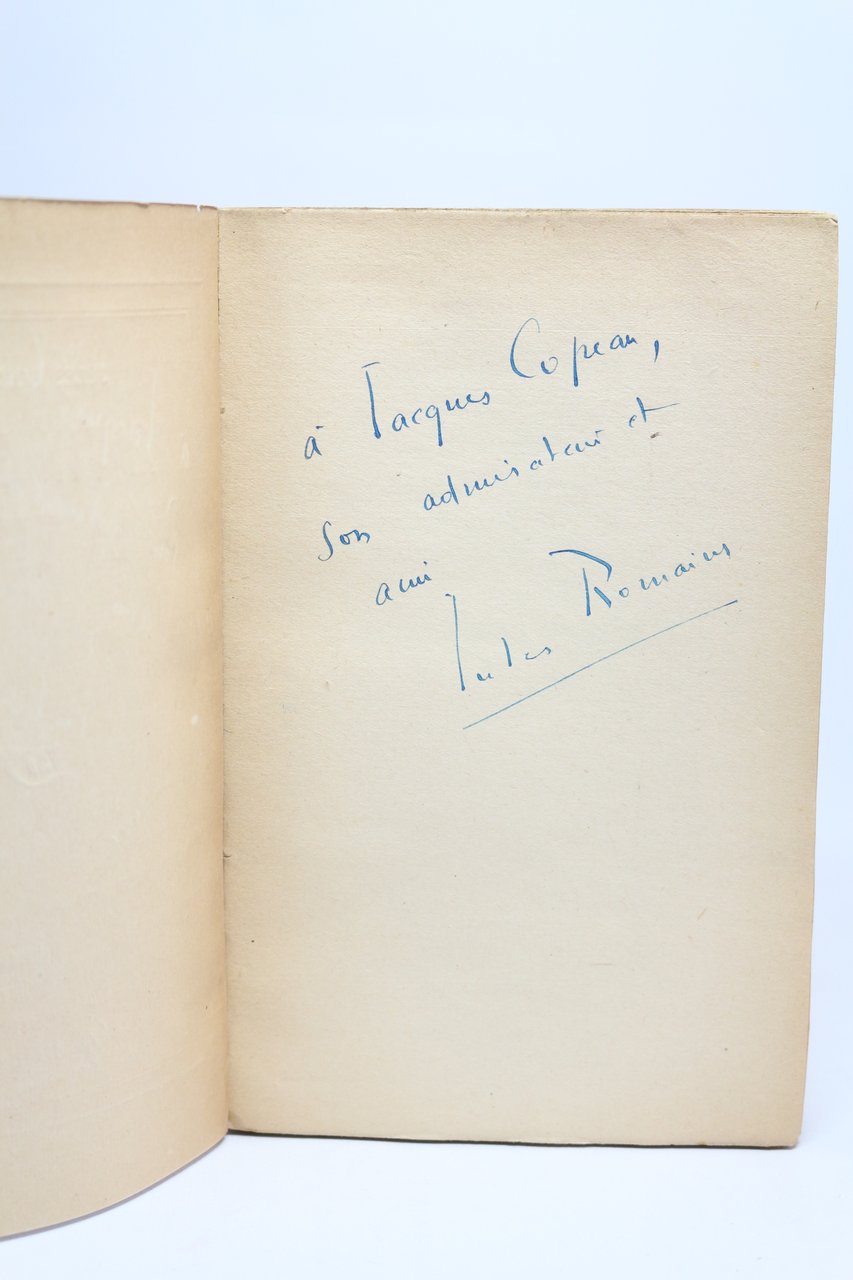 à Jacques Copeau,
son admirateur et
ami
Jules Romains